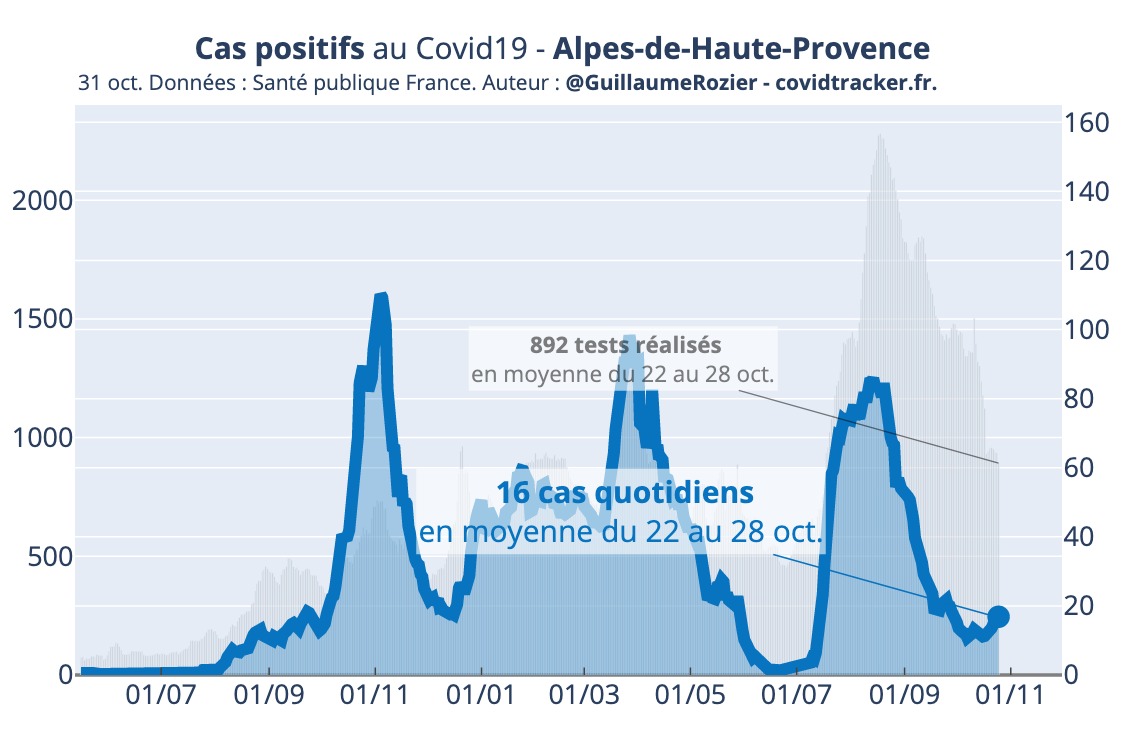 Cas positifs au Covid19 - Alpes-de-Haute-Provence
31 oct. Données : Santé publique France. Auteur : @GuillaumeRozier - covidtracker.fr.
160
140
2000
120
1500
100
892 tests réalisés
en moyenne du 22 au 28 oct.
80
1000
60
16 cas quotidiens
en moyenne du 22 au 28 oct.
40
500
20
0
0
01/07 01/09 01/11 01/01 01/03 01/05 01/07 01/09 01/11